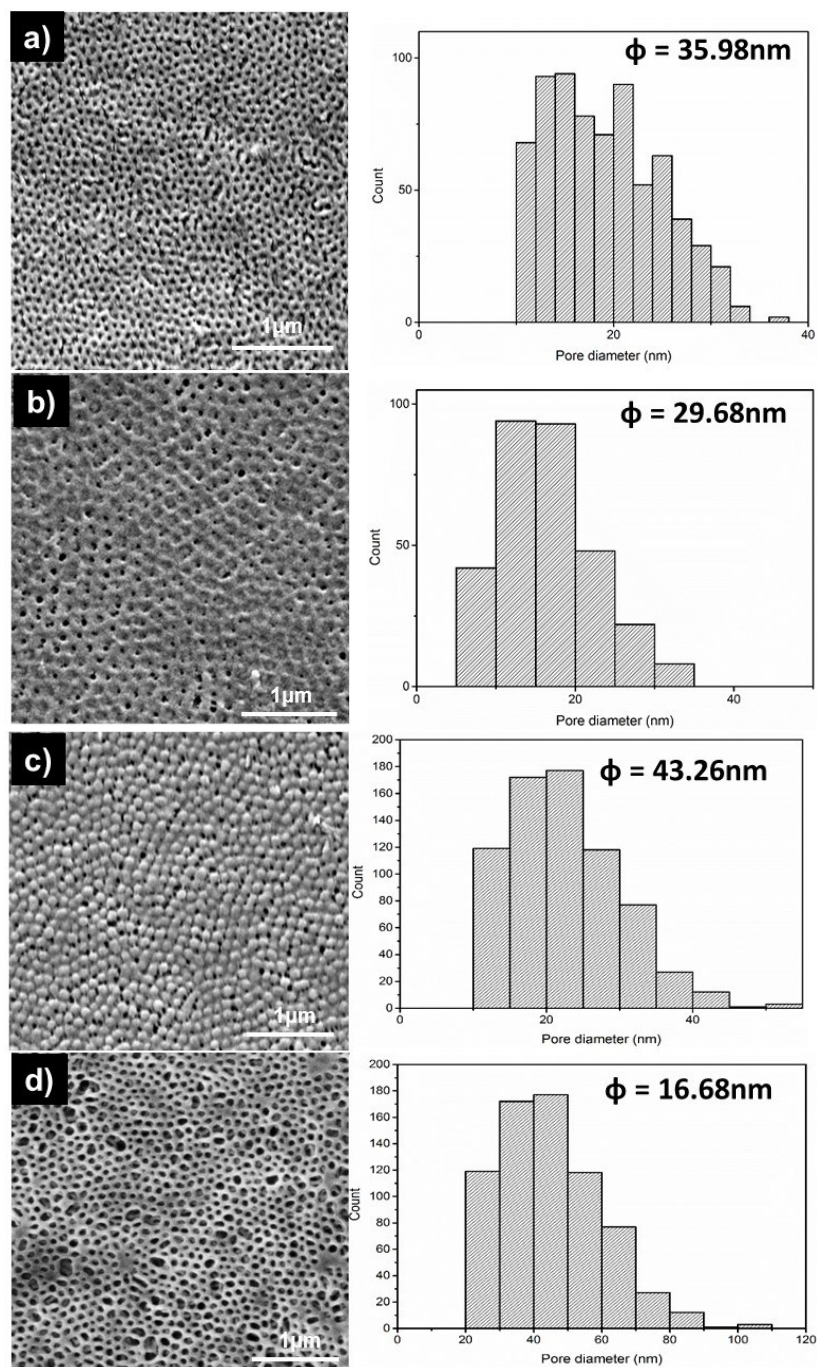 a)
1μm
ϕ = 35.98nm
100
50
0
Count
0 20 40
Pore diameter (nm)
b)
1μm
ϕ = 29.68nm
100
50
0
Count
0 20 40
Pore diameter (nm)
c)
1μm
ϕ = 43.26nm
200
180
160
140
120
100
80
60
40
20
0
Count
0 20 40
Pore diameter (nm)
d)
1μm
ϕ = 16.68nm
200
180
160
140
120
100
80
60
40
20
0
Count
0 20 40 60 80 100 120
Pore diameter (nm)